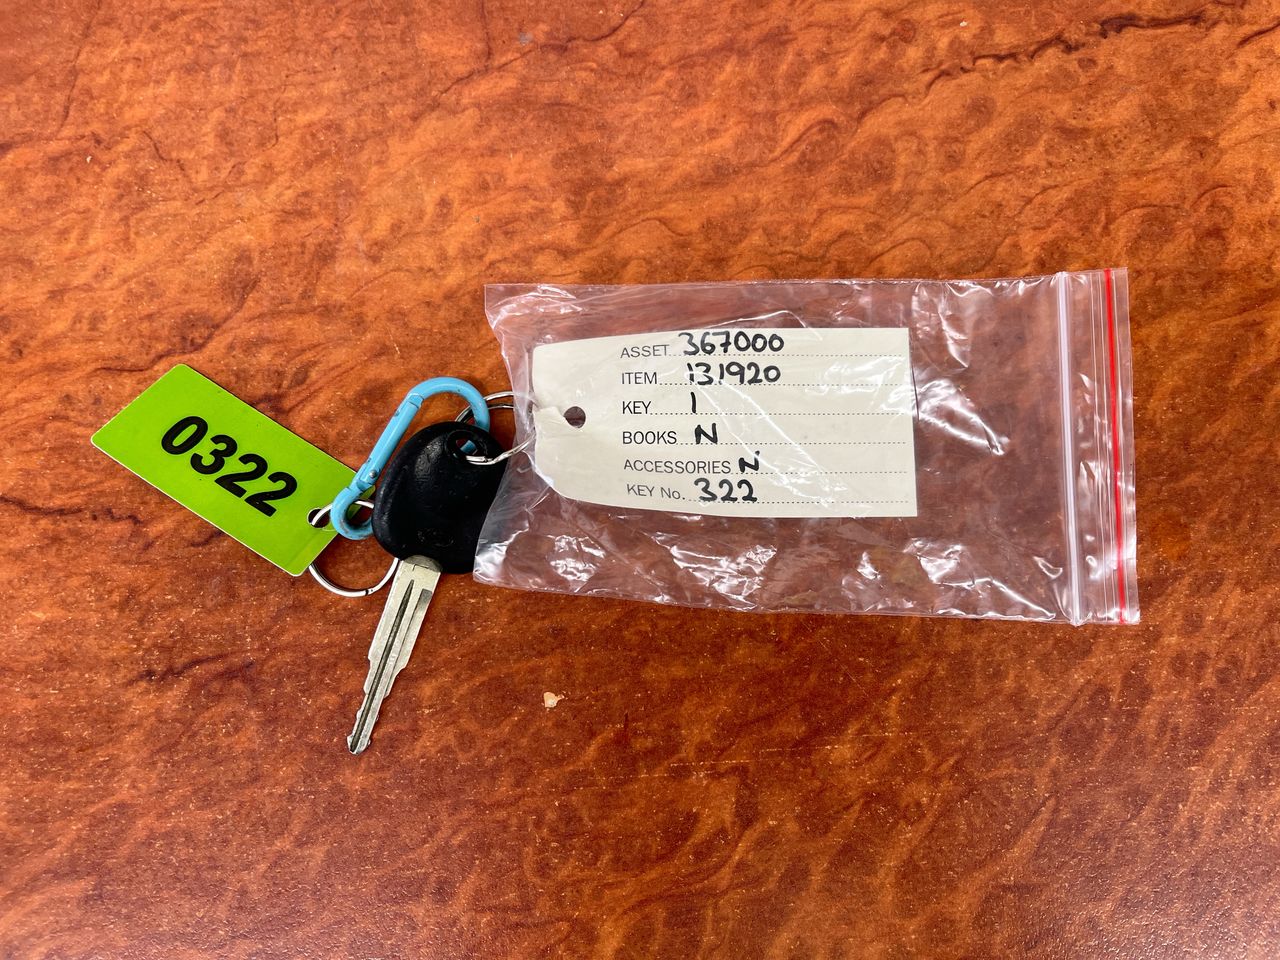 0322
ASSET 367000
ITEM 131920
KEY 1
BOOKS N
ACCESSORIES N
KEY No. 322